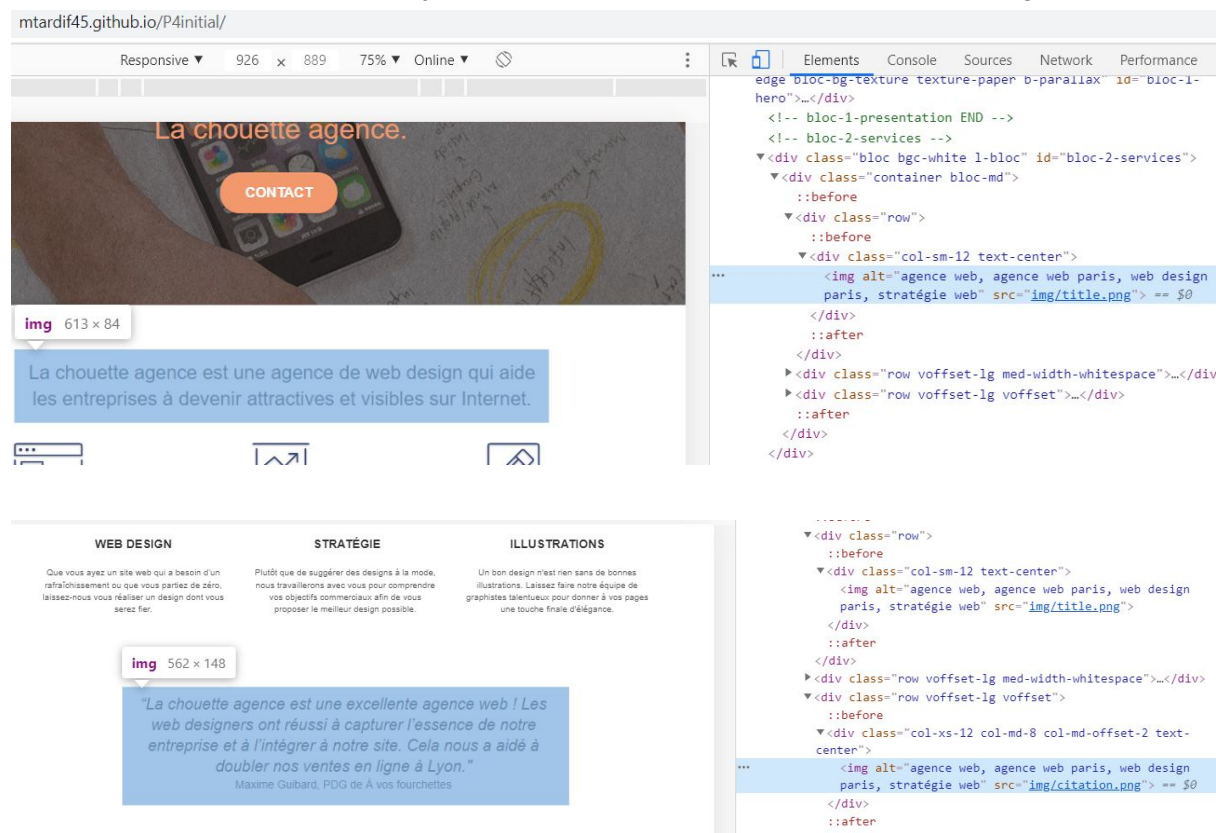 mtardif45.github.io/P4initial/
Responsive ▼ 926 x 889 75% ▼ Online ▼
Elements Console Sources Network Performance
edge bloc-bg-texture texture-paper b-parallax" id="bloc-1-
hero">…</div>
<!-- bloc-1-presentation END -->
<!-- bloc-2-services -->
▼<div class="bloc bgc-white l-bloc" id="bloc-2-services">
▼<div class="container bloc-md">
::before
▼<div class="row">
::before
▼<div class="col-sm-12 text-center">
<img alt="agence web, agence web paris, web design
paris, stratégie web" src="img/title.png"> == $0
</div>
::after
</div>
▶<div class="row voffset-lg med-width-whitespace">…</div
▶<div class="row voffset-lg voffset">…</div>
::after
</div>
</div>
La chouette agence.
CONTACT
img 613 × 84
La chouette agence est une agence de web design qui aide
les entreprises à devenir attractives et visibles sur Internet.
WEB DESIGN
Que vous ayez un site web qui a besoin d'un
rafraîchissement ou que vous partiez de zéro,
laissez-nous vous réaliser un design dont vous
serez fier.
STRATÉGIE
Plutôt que de suggérer des designs à la mode,
nous travaillerons avec vous pour comprendre
vos objectifs commerciaux afin de vous
proposer le meilleur design possible.
ILLUSTRATIONS
Un bon design n'est rien sans de bonnes
illustrations. Laissez faire notre équipe de
graphistes talentueux pour donner à vos pages
une touche finale d'élégance.
img 562 × 148
"La chouette agence est une excellente agence web ! Les
web designers ont réussi à capturer l'essence de notre
entreprise et à l'intégrer à notre site. Cela nous a aidé à
doubler nos ventes en ligne à Lyon."
Maxime Guibard, PDG de À vos fourchettes
▼<div class="row">
::before
▼<div class="col-sm-12 text-center">
<img alt="agence web, agence web paris, web design
paris, stratégie web" src="img/title.png">
</div>
::after
</div>
▶<div class="row voffset-lg med-width-whitespace">…</div>
▼<div class="row voffset-lg voffset">
::before
▼<div class="col-xs-12 col-md-8 col-md-offset-2 text-
center">
<img alt="agence web, agence web paris, web design
paris, stratégie web" src="img/citation.png"> == $0
</div>
::after